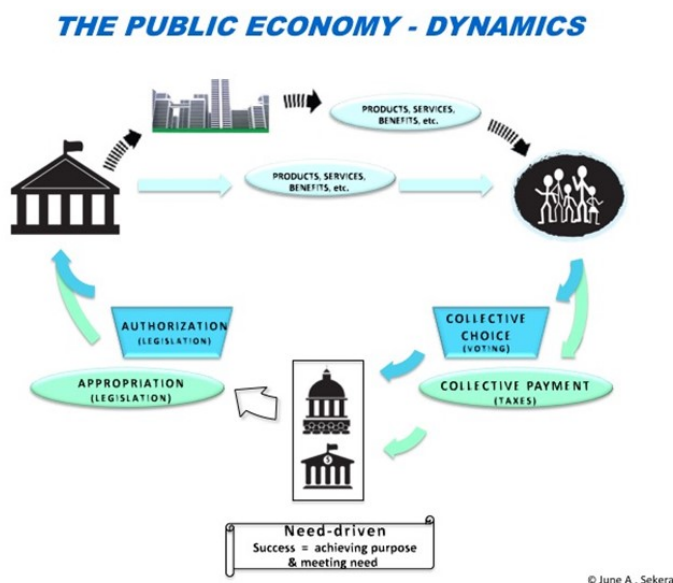 THE PUBLIC ECONOMY - DYNAMICS
PRODUCTS, SERVICES,
BENEFITS, etc.
PRODUCTS, SERVICES,
BENEFITS, etc.
AUTHORIZATION
(LEGISLATION)
COLLECTIVE
CHOICE
(VOTING)
APPROPRIATION
(LEGISLATION)
COLLECTIVE PAYMENT
(TAXES)
$
Need-driven
Success = achieving purpose
& meeting need
© June A . Sekera